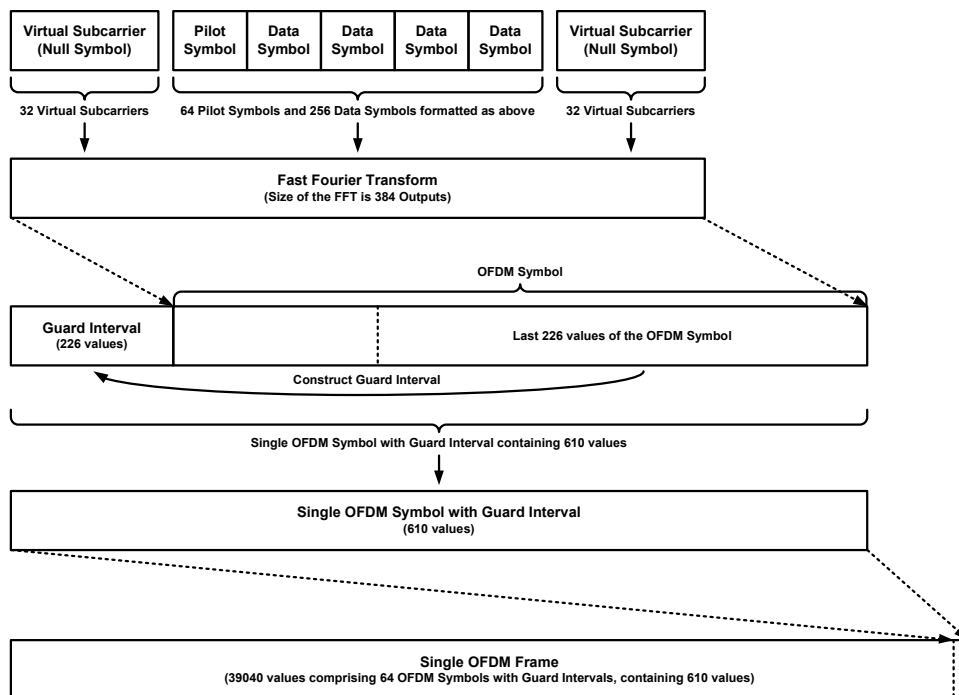 Virtual Subcarrier
(Null Symbol)
Pilot
Symbol
Data
Symbol
Data
Symbol
Data
Symbol
Data
Symbol
Virtual Subcarrier
(Null Symbol)
32 Virtual Subcarriers
64 Pilot Symbols and 256 Data Symbols formatted as above
32 Virtual Subcarriers
Fast Fourier Transform
(Size of the FFT is 384 Outputs)
OFDM Symbol
Guard Interval
(226 values)
Last 226 values of the OFDM Symbol
Construct Guard Interval
Single OFDM Symbol with Guard Interval containing 610 values
Single OFDM Symbol with Guard Interval
(610 values)
Single OFDM Frame
(39040 values comprising 64 OFDM Symbols with Guard Intervals, containing 610 values)